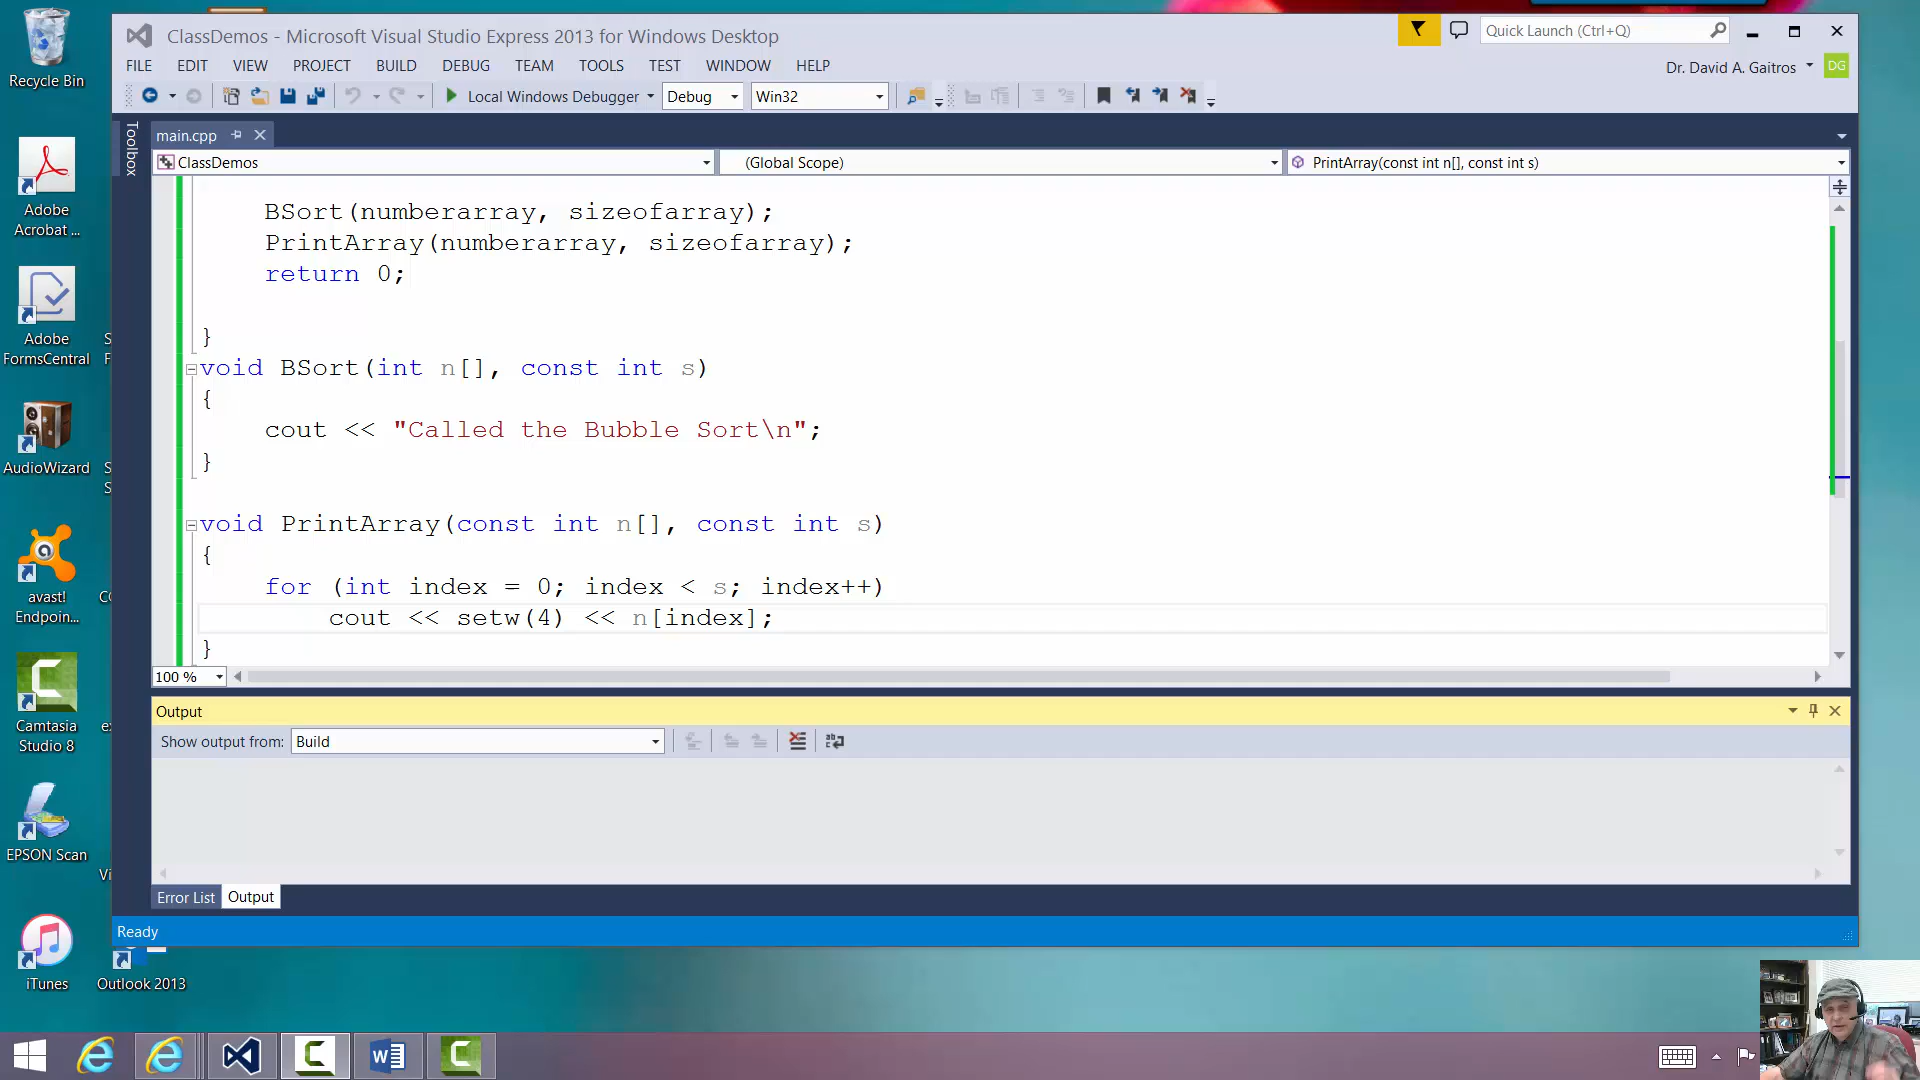 Recycle Bin
Adobe
Acrobat ...
Adobe
FormsCentral
AudioWizard
avast!
Endpoin...
Camtasia
Studio 8
EPSON Scan
iTunes
Outlook 2013
ClassDemos - Microsoft Visual Studio Express 2013 for Windows Desktop
Quick Launch (Ctrl+Q)
FILE EDIT VIEW PROJECT BUILD DEBUG TEAM TOOLS TEST WINDOW HELP
Dr. David A. Gaitros DG
Local Windows Debugger Debug Win32
Toolbox
main.cpp
ClassDemos (Global Scope) PrintArray(const int n[], const int s)
BSort(numberarray, sizeofarray);
PrintArray(numberarray, sizeofarray);
return 0;
}
void BSort(int n[], const int s)
{
cout << "Called the Bubble Sort\n";
}
void PrintArray(const int n[], const int s)
{
for (int index = 0; index < s; index++)
cout << setw(4) << n[index];
}
100 %
Output
Show output from: Build
Error List Output
Ready